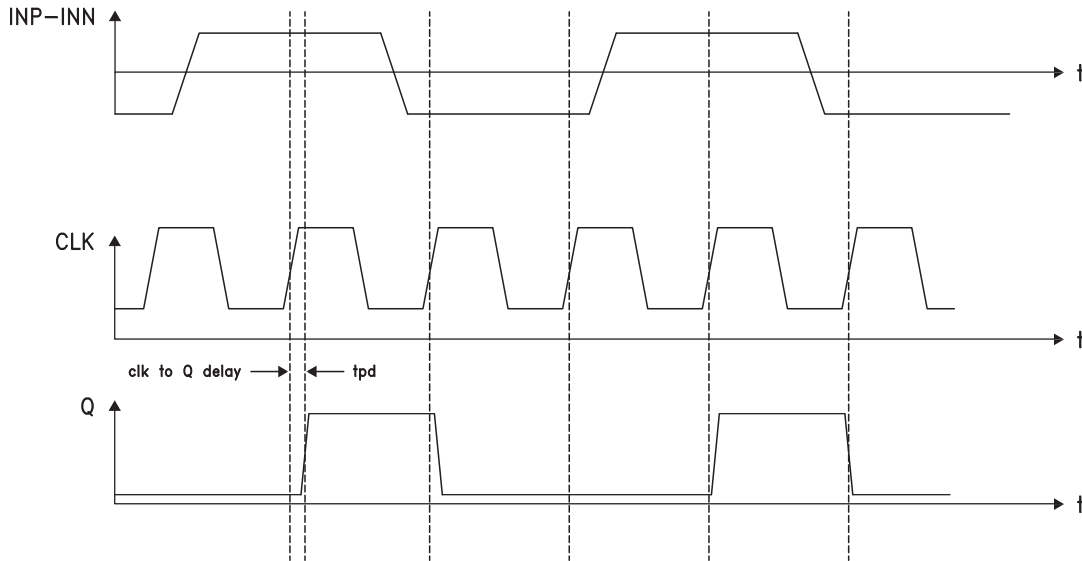 INP-INN
t
CLK
t
clk to Q delay
tpd
Q
t